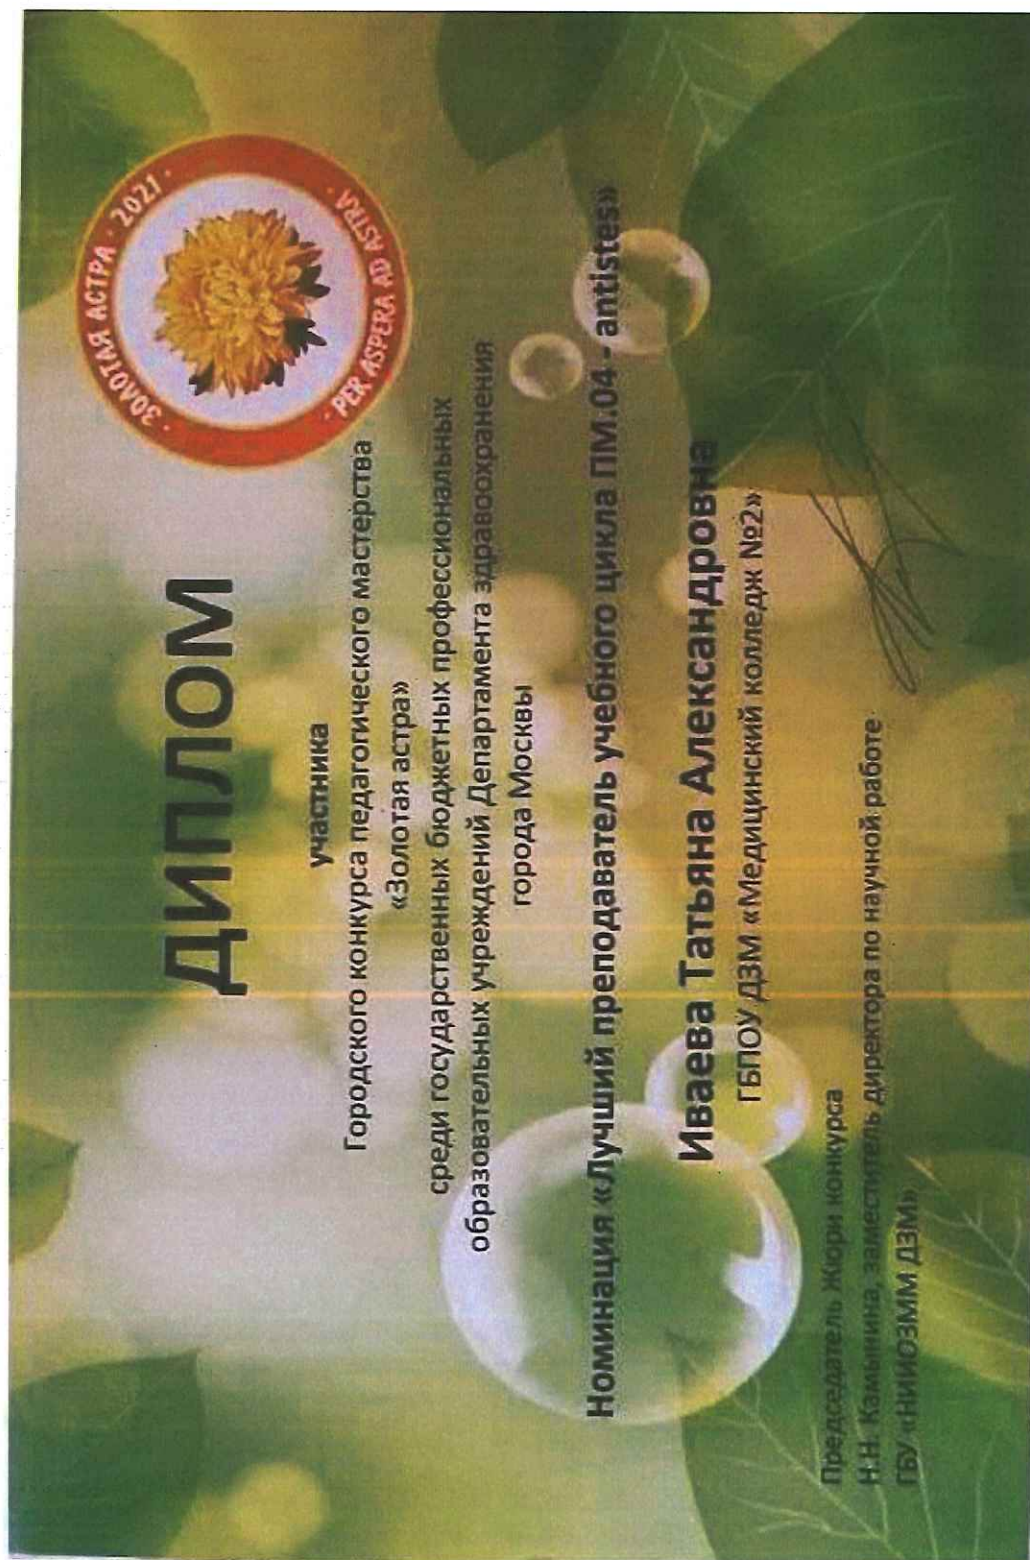 ЗОЛОТАЯ АСТРА · 2021
PER ASPERA AD ASTRA
ДИПЛОМ
участника
Городского конкурса педагогического мастерства
«Золотая астра»
среди государственных бюджетных профессиональных
образовательных учреждений Департамента здравоохранения
города Москвы
Номинация «Лучший преподаватель учебного цикла ПМ.04 - antistes»
Иваева Татьяна Александровна
ГБПОУ ДЗМ «Медицинский колледж №2»
Председатель Жюри конкурса
Н.Н. Камынина, заместитель директора по научной работе
ГБУ «НИИОЗММ ДЗМ»